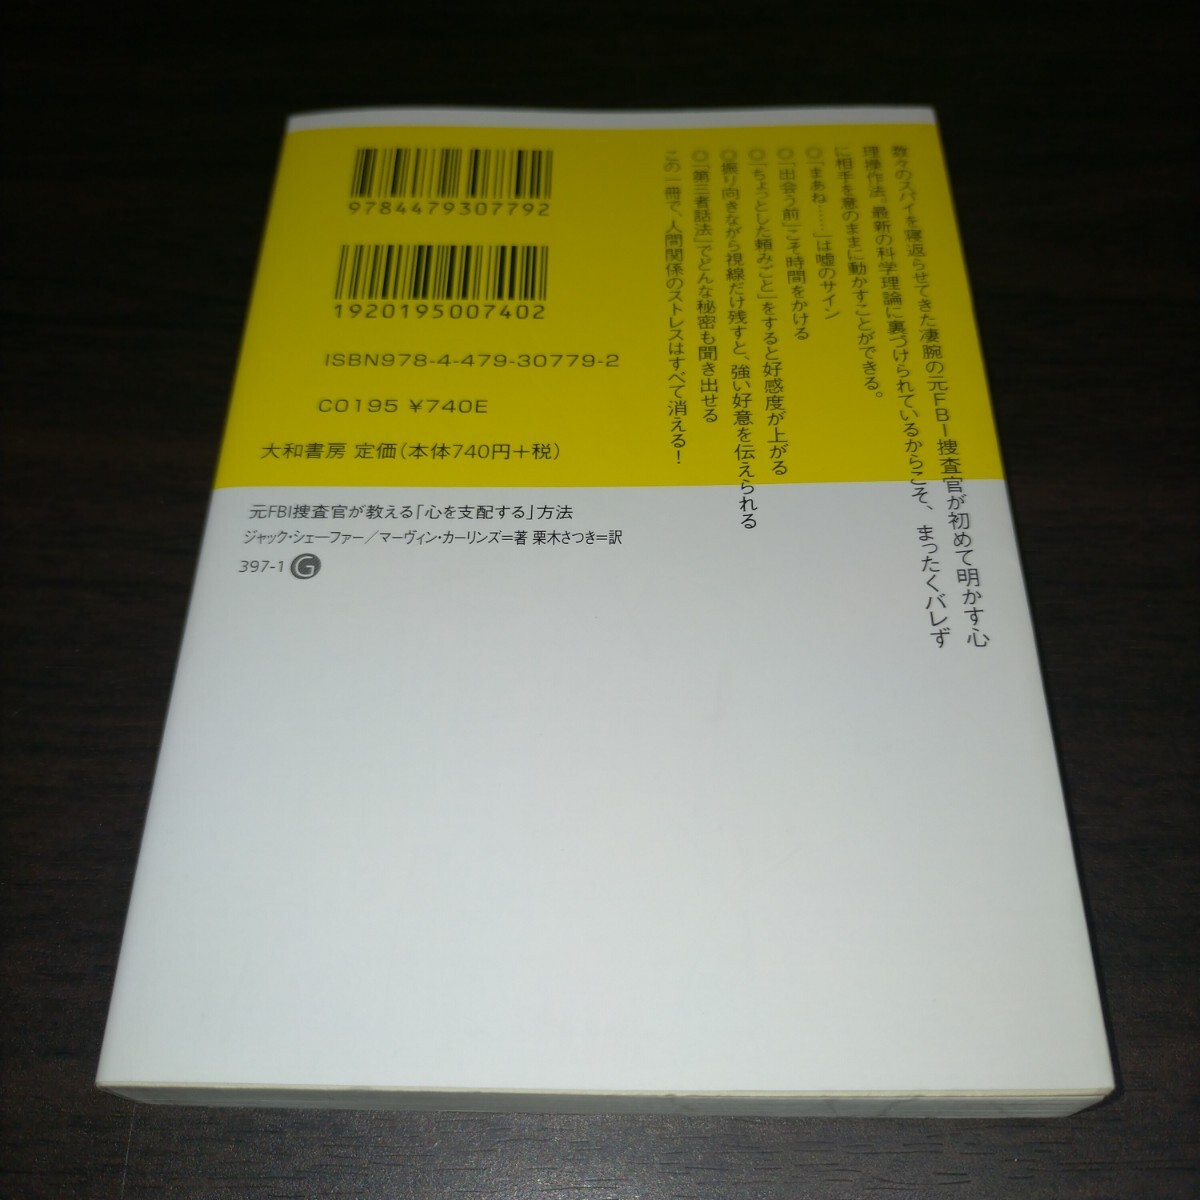 数々のスパイを寝返らせてきた凄腕の元FBI捜査官が初めて明かす心
理操作法。最新の科学理論に裏づけられているからこそ、まったくバレず
に相手を意のままに動かすことができる。
◎「まあね……」は嘘のサイン
◎「出会う前」こそ時間をかける
◎「ちょっとした頼みごと」をすると好感度が上がる
◎振り向きながら視線だけ残すと、強い好意を伝えられる
◎「第三者話法」でどんな秘密も聞き出せる
この一冊で、人間関係のストレスはすべて消える！
9784479307792
1920195007402
ISBN978-4-479-30779-2
C0195 ¥740E
大和書房 定価(本体740円+税)
元FBI捜査官が教える「心を支配する」方法
ジャック・シェーファー／マーヴィン・カーリンズ=著 栗木さつき=訳
397-1 G